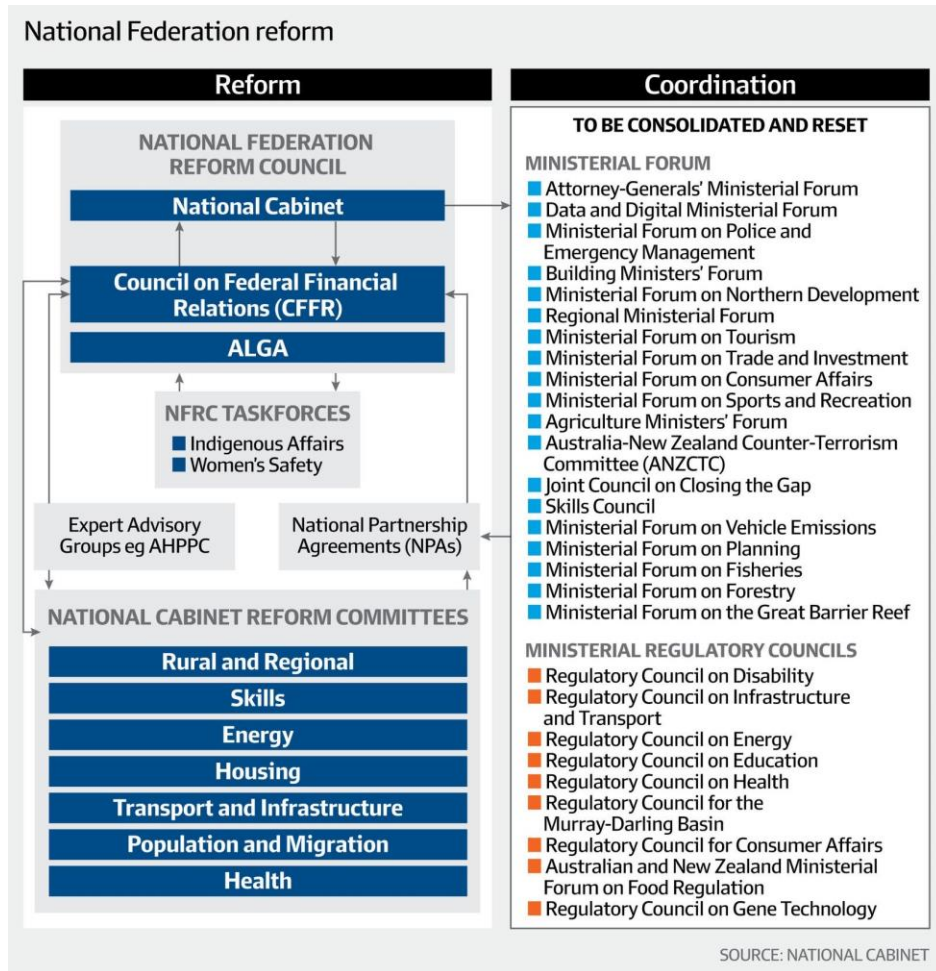 National Federation reform
Reform
NATIONAL FEDERATION
REFORM COUNCIL
National Cabinet
Council on Federal Financial
Relations (CFFR)
ALGA
NFRC TASKFORCES
Indigenous Affairs
Women's Safety
Expert Advisory
Groups eg AHPPC
National Partnership
Agreements (NPAs)
NATIONAL CABINET REFORM COMMITTEES
Rural and Regional
Skills
Energy
Housing
Transport and Infrastructure
Population and Migration
Health
Coordination
TO BE CONSOLIDATED AND RESET
MINISTERIAL FORUM
Attorney-Generals' Ministerial Forum
Data and Digital Ministerial Forum
Ministerial Forum on Police and
Emergency Management
Building Ministers' Forum
Ministerial Forum on Northern Development
Regional Ministerial Forum
Ministerial Forum on Tourism
Ministerial Forum on Trade and Investment
Ministerial Forum on Consumer Affairs
Ministerial Forum on Sports and Recreation
Agriculture Ministers' Forum
Australia-New Zealand Counter-Terrorism
Committee (ANZCTC)
Joint Council on Closing the Gap
Skills Council
Ministerial Forum on Vehicle Emissions
Ministerial Forum on Planning
Ministerial Forum on Fisheries
Ministerial Forum on Forestry
Ministerial Forum on the Great Barrier Reef
MINISTERIAL REGULATORY COUNCILS
Regulatory Council on Disability
Regulatory Council on Infrastructure
and Transport
Regulatory Council on Energy
Regulatory Council on Education
Regulatory Council on Health
Regulatory Council for the
Murray-Darling Basin
Regulatory Council for Consumer Affairs
Australian and New Zealand Ministerial
Forum on Food Regulation
Regulatory Council on Gene Technology
SOURCE: NATIONAL CABINET